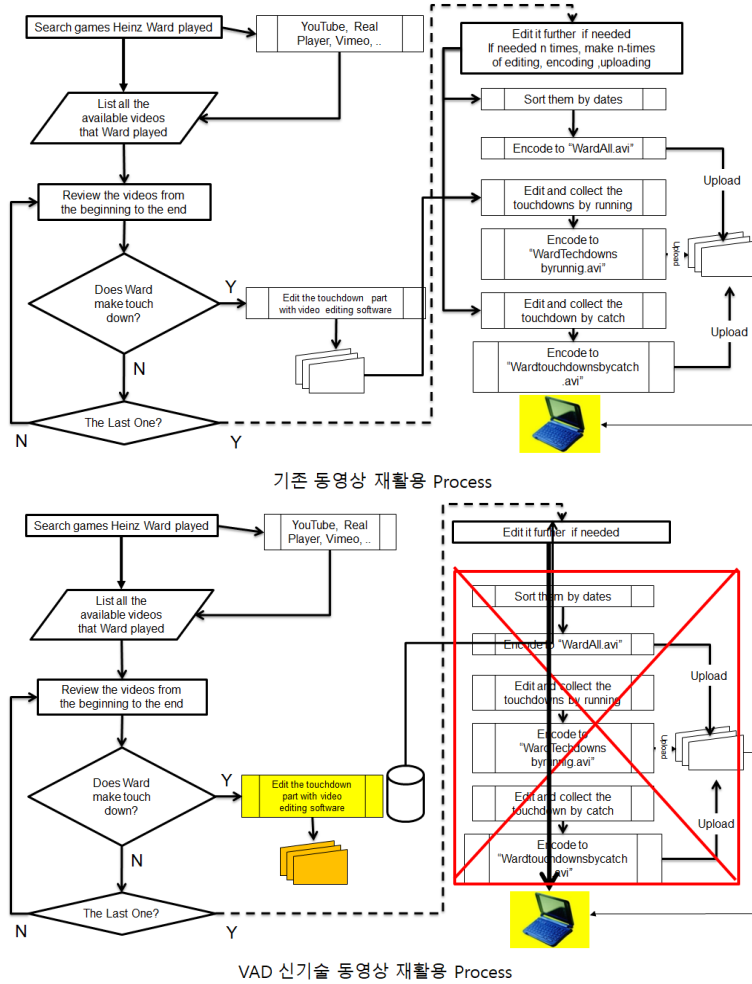 Search games Heinz Ward played
YouTube, Real
Player, Vimeo, ..
List all the
available videos
that Ward played
Review the videos from
the beginning to the end
Does Ward
make touch
down?
Y
N
Edit the touchdown part
with video editing software
The Last One?
N
Y
Edit it further if needed
If needed n times, make n-times
of editing, encoding ,uploading
Sort them by dates
Encode to “WardAll.avi”
Upload
Edit and collect the
touchdowns by running
Encode to
“WardTechdowns
byrunnig.avi”
Upload
Edit and collect the
touchdown by catch
Upload
Encode to
“Wardtouchdownsbycatch
.avi”
기존 동영상 재활용 Process
Search games Heinz Ward played
YouTube, Real
Player, Vimeo, ..
List all the
available videos
that Ward played
Review the videos from
the beginning to the end
Does Ward
make touch
down?
Y
N
Edit the touchdown
part with video
editing software
The Last One?
N
Y
Edit it further if needed
Sort them by dates
Encode to “WardAll.avi”
Upload
Edit and collect the
touchdowns by running
Encode to
“WardTechdowns
byrunnig.avi”
Upload
Edit and collect the
touchdown by catch
Upload
Encode to
“Wardtouchdownsbycatch
.avi”
VAD 신기술 동영상 재활용 Process